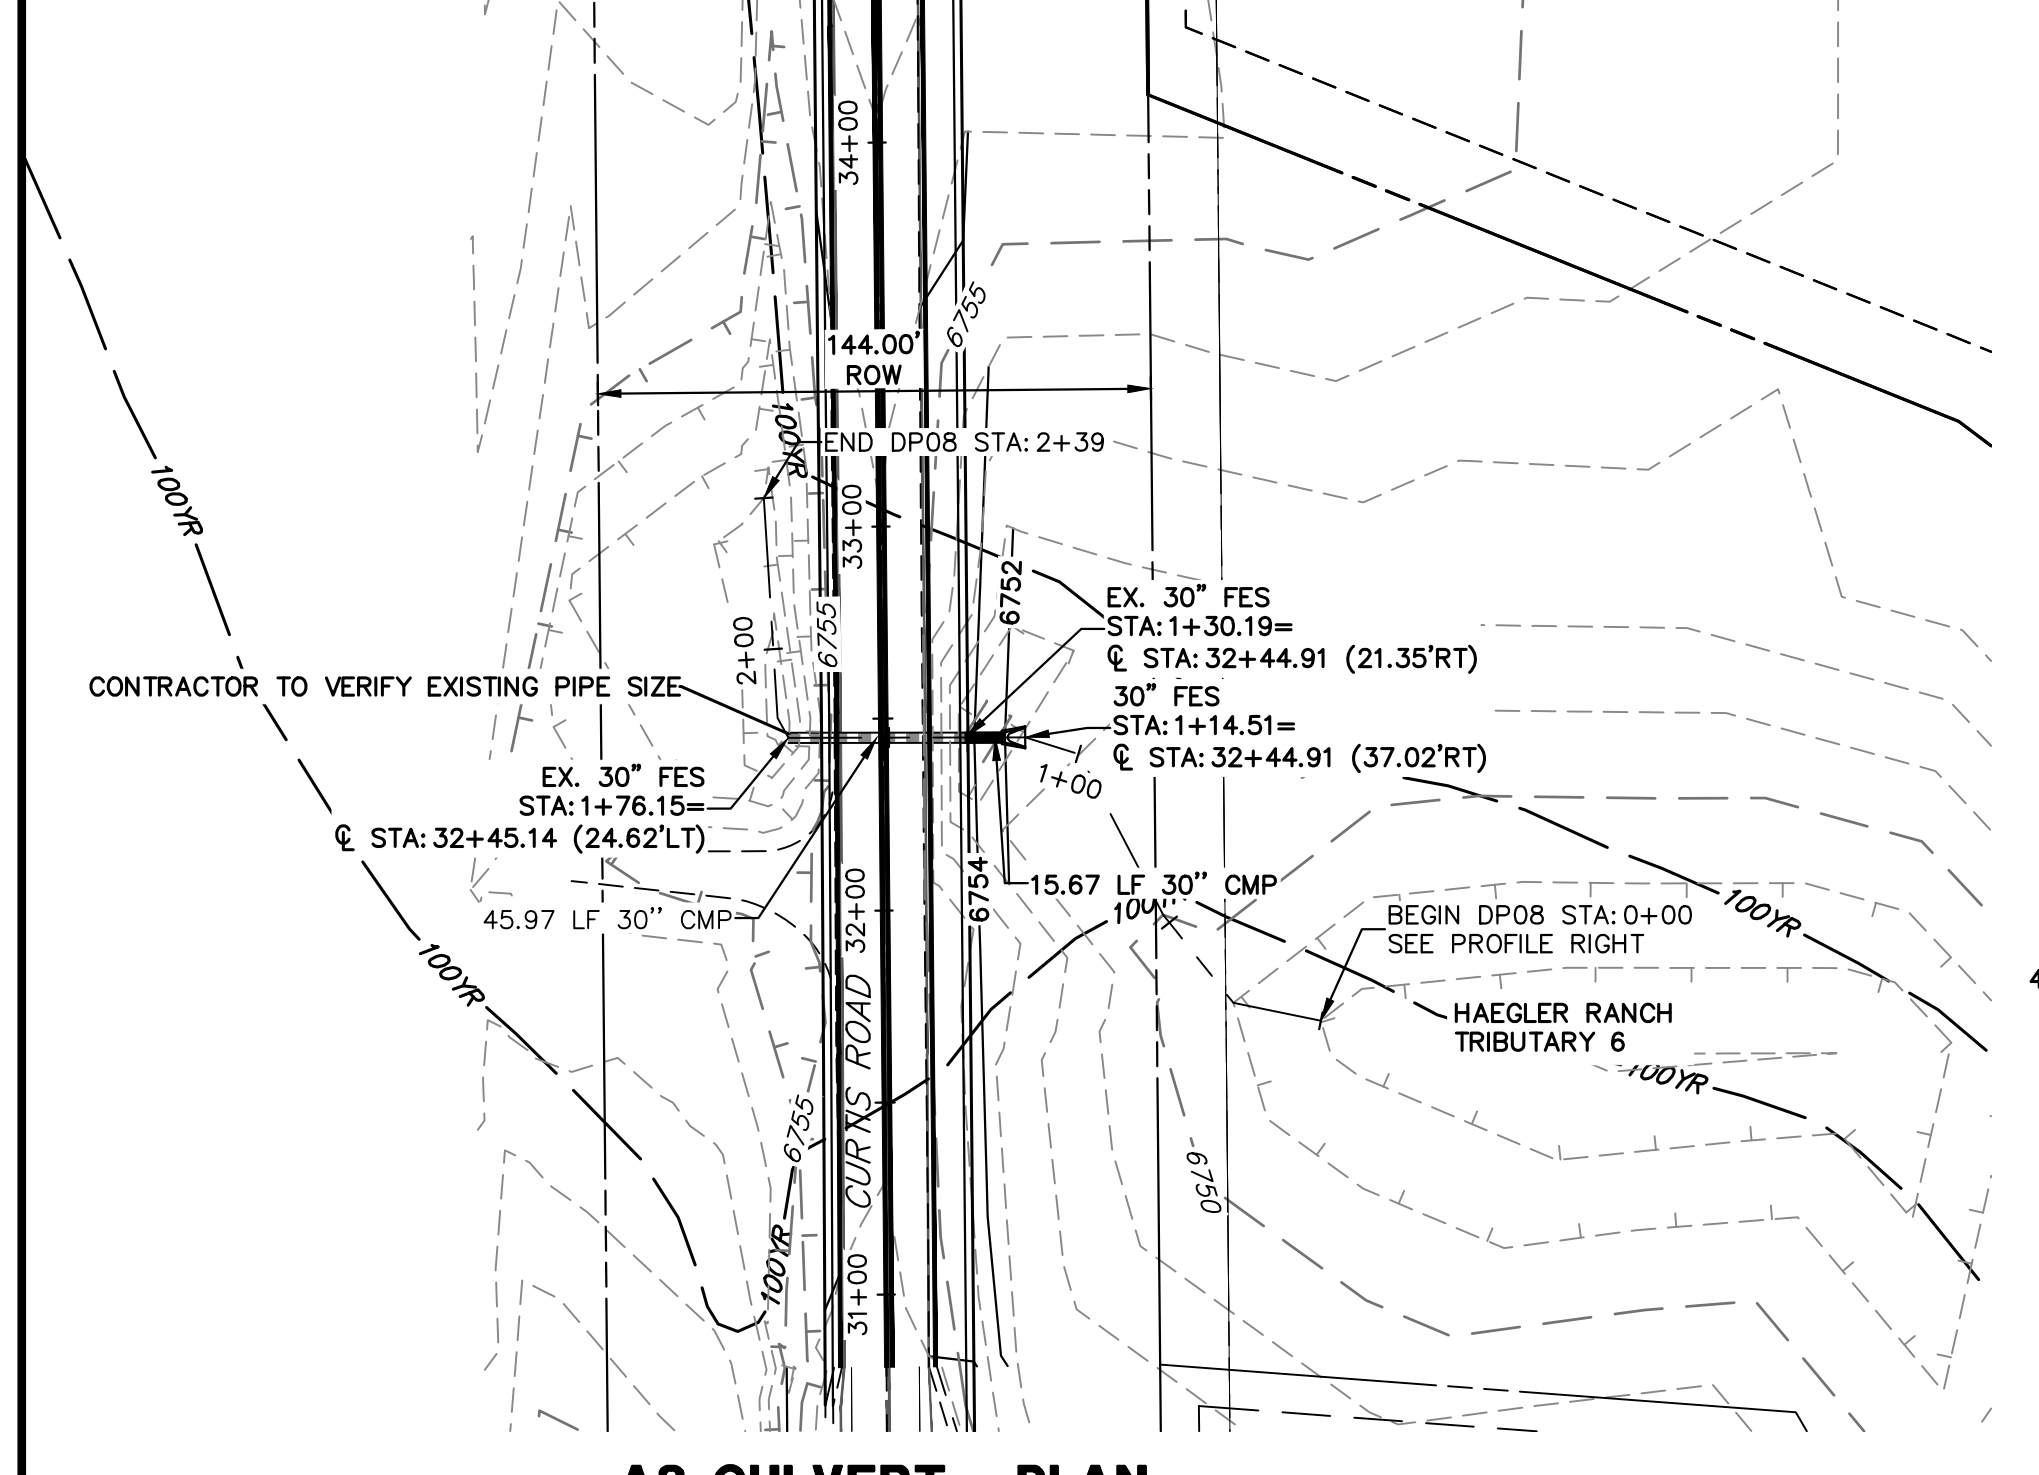 34+00
6755
144.00'
ROW
100YR
END DP08 STA: 2+39
100YR
33+00
6752
EX. 30" FES
STA: 1+30.19=
℄ STA: 32+44.91 (21.35'RT)
2+00
6755
CONTRACTOR TO VERIFY EXISTING PIPE SIZE
30" FES
STA: 1+14.51=
℄ STA: 32+44.91 (37.02'RT)
1+00
EX. 30" FES
STA: 1+76.15=
℄ STA: 32+45.14 (24.62'LT)
6754
15.67 LF 30" CMP
32+00
45.97 LF 30" CMP
100YR
BEGIN DP08 STA: 0+00
SEE PROFILE RIGHT
100YR
HAEGLER RANCH
TRIBUTARY 6
100YR
CURTIS ROAD
6755
6750
100YR
31+00